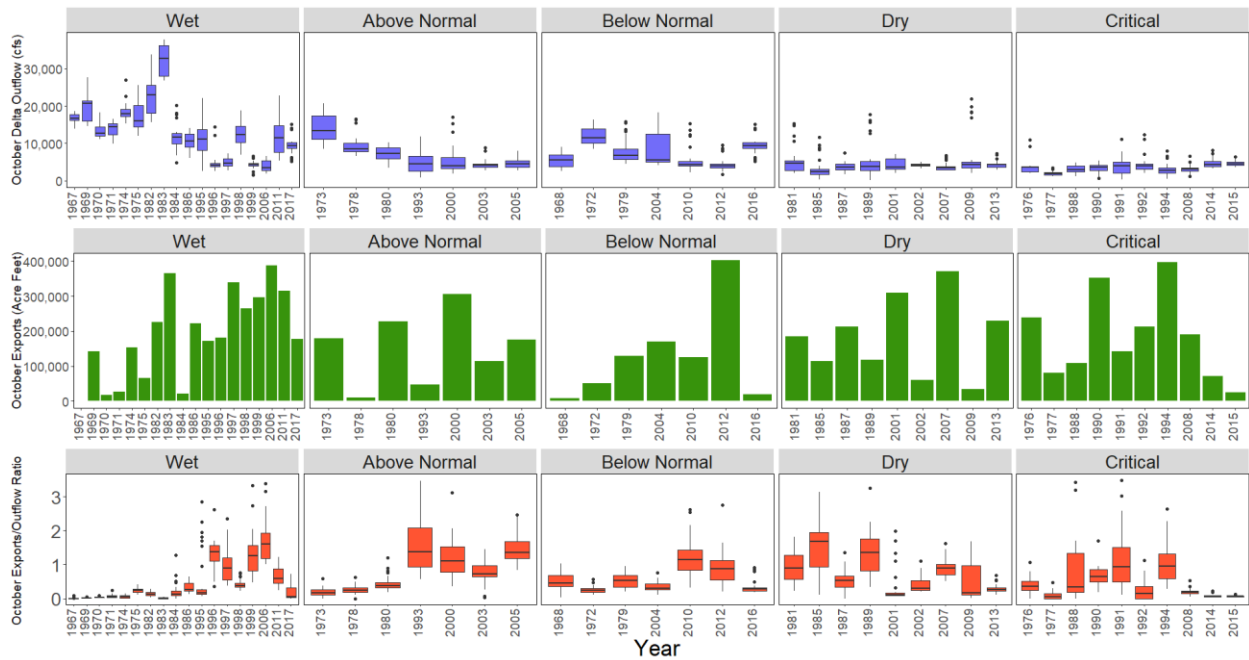 Wet Above Normal Below Normal Dry Critical
October Delta Outflow (cfs)
30,000
20,000
10,000
0
1967 1969 1970 1971 1974 1975 1982 1983 1984 1986 1995 1996 1997 1998 1999 2006 2011 2017 1973 1978 1980 1993 2000 2003 2005 1968 1972 1979 2004 2010 2012 2016 1981 1985 1987 1989 2001 2002 2007 2009 2013 1976 1977 1988 1990 1991 1992 1994 2008 2014 2015
Wet Above Normal Below Normal Dry Critical
October Exports (Acre Feet)
400,000
300,000
200,000
100,000
0
1967 1969 1970 1971 1974 1975 1982 1983 1984 1986 1995 1996 1997 1998 1999 2006 2011 2017 1973 1978 1980 1993 2000 2003 2005 1968 1972 1979 2004 2010 2012 2016 1981 1985 1987 1989 2001 2002 2007 2009 2013 1976 1977 1988 1990 1991 1992 1994 2008 2014 2015
Wet Above Normal Below Normal Dry Critical
October Exports/Outflow Ratio
3
2
1
0
1967 1969 1970 1971 1974 1975 1982 1983 1984 1986 1995 1996 1997 1998 1999 2006 2011 2017 1973 1978 1980 1993 2000 2003 2005 1968 1972 1979 2004 2010 2012 2016 1981 1985 1987 1989 2001 2002 2007 2009 2013 1976 1977 1988 1990 1991 1992 1994 2008 2014 2015
Year